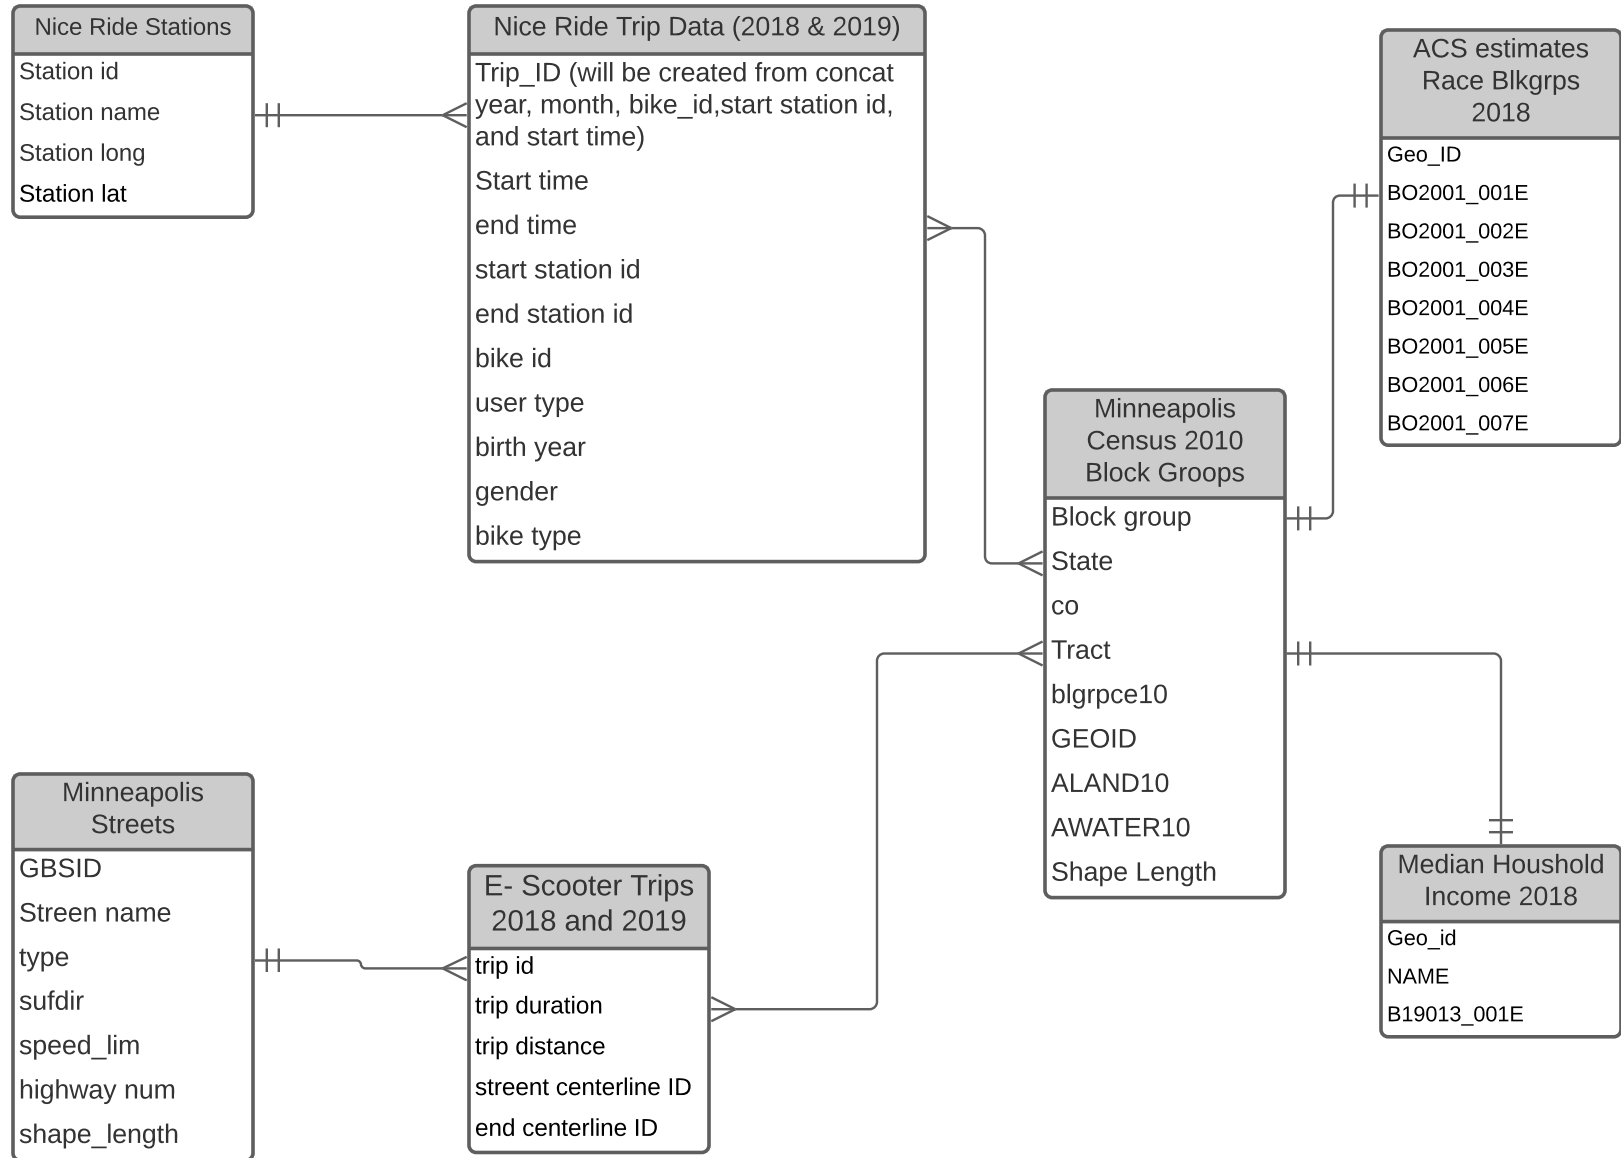 Nice Ride Stations
Station id
Station name
Station long
Station lat
Nice Ride Trip Data (2018 & 2019)
Trip_ID (will be created from concat
year, month, bike_id,start station id,
and start time)
Start time
end time
start station id
end station id
bike id
user type
birth year
gender
bike type
ACS estimates
Race Blkgrps
2018
Geo_ID
BO2001_001E
BO2001_002E
BO2001_003E
BO2001_004E
BO2001_005E
BO2001_006E
BO2001_007E
Minneapolis
Census 2010
Block Groops
Block group
State
co
Tract
blgrpce10
GEOID
ALAND10
AWATER10
Shape Length
Minneapolis
Streets
GBSID
Streen name
type
sufdir
speed_lim
highway num
shape_length
E- Scooter Trips
2018 and 2019
trip id
trip duration
trip distance
streent centerline ID
end centerline ID
Median Houshold
Income 2018
Geo_id
NAME
B19013_001E